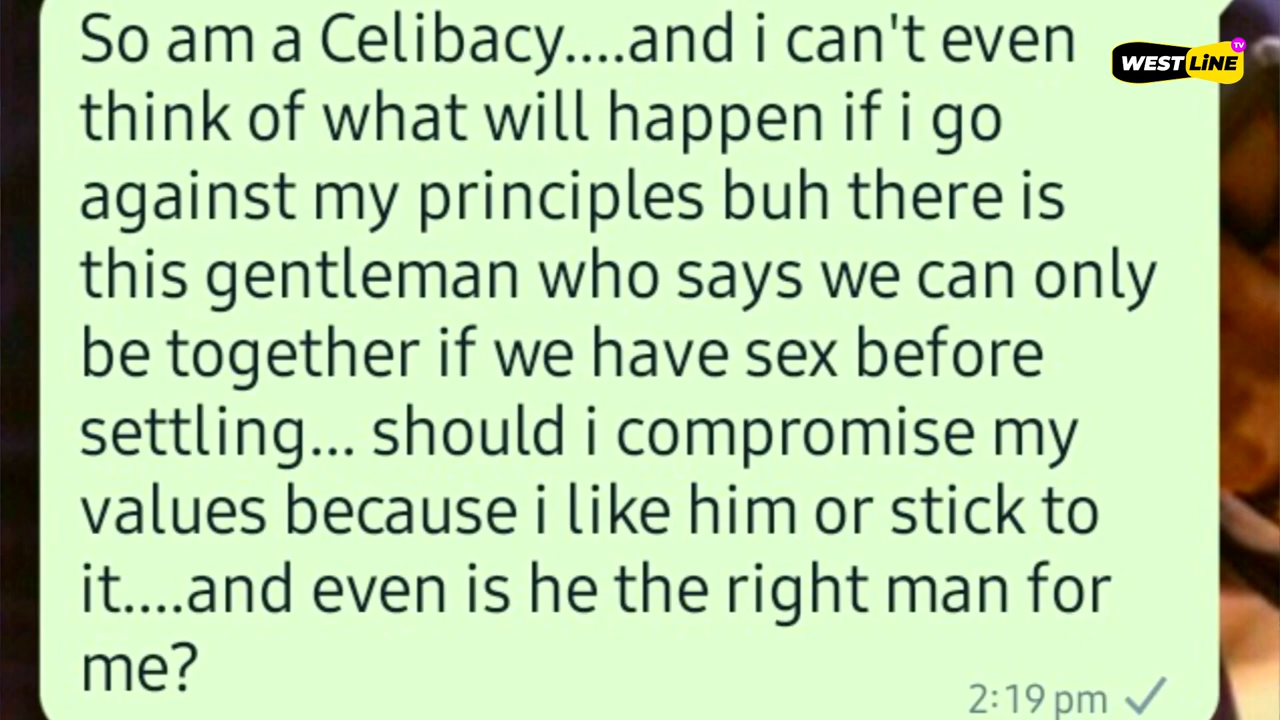 So am a Celibacy....and i can't even
think of what will happen if i go
against my principles buh there is
this gentleman who says we can only
be together if we have sex before
settling... should i compromise my
values because i like him or stick to
it....and even is he the right man for
me?
2:19 pm
WEST LiNE TV